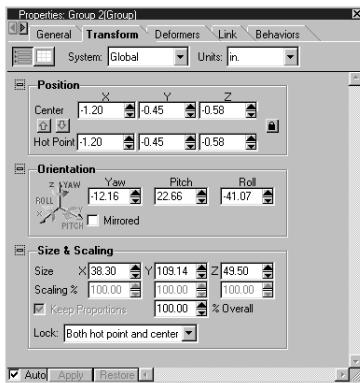 Properties: Group 2(Group)
General Transform Deformers Link Behaviors
System: Global Units: in.
Position
X Y Z
Center -1.20 -0.45 -0.58
Hot Point -1.20 -0.45 -0.58
Orientation
Z YAW Yaw Pitch Roll
ROLL -12.16 22.66 -41.07
X Y PITCH Mirrored
Size & Scaling
Size X 38.30 Y 109.14 Z 49.50
Scaling % 100.00 100.00 100.00
Keep Proportions 100.00 % Overall
Lock: Both hot point and center
Auto Apply Restore